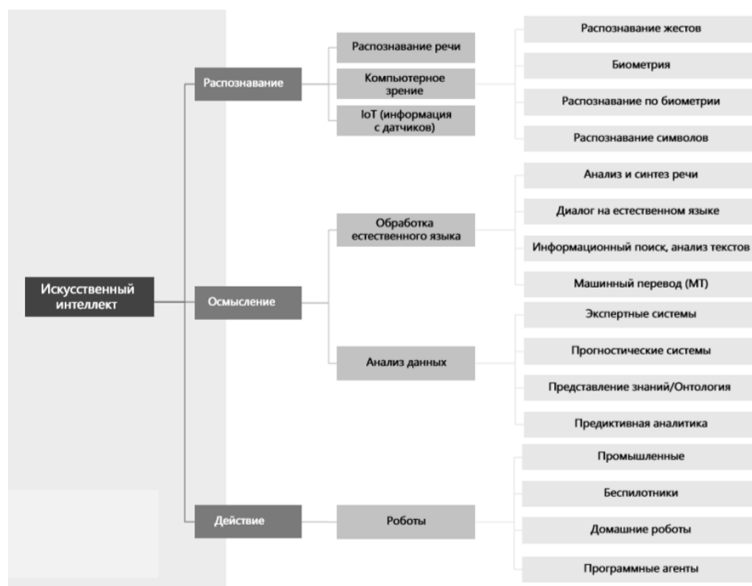 Искусственный
интеллект
Распознавание
Распознавание речи
Компьютерное
зрение
IoT (информация
с датчиков)
Распознавание жестов
Биометрия
Распознавание по биометрии
Распознавание символов
Осмысление
Обработка
естественного языка
Анализ и синтез речи
Диалог на естественном языке
Информационный поиск, анализ текстов
Машинный перевод (МТ)
Анализ данных
Экспертные системы
Прогностические системы
Представление знаний/Онтология
Предиктивная аналитика
Действие
Роботы
Промышленные
Беспилотники
Домашние роботы
Программные агенты